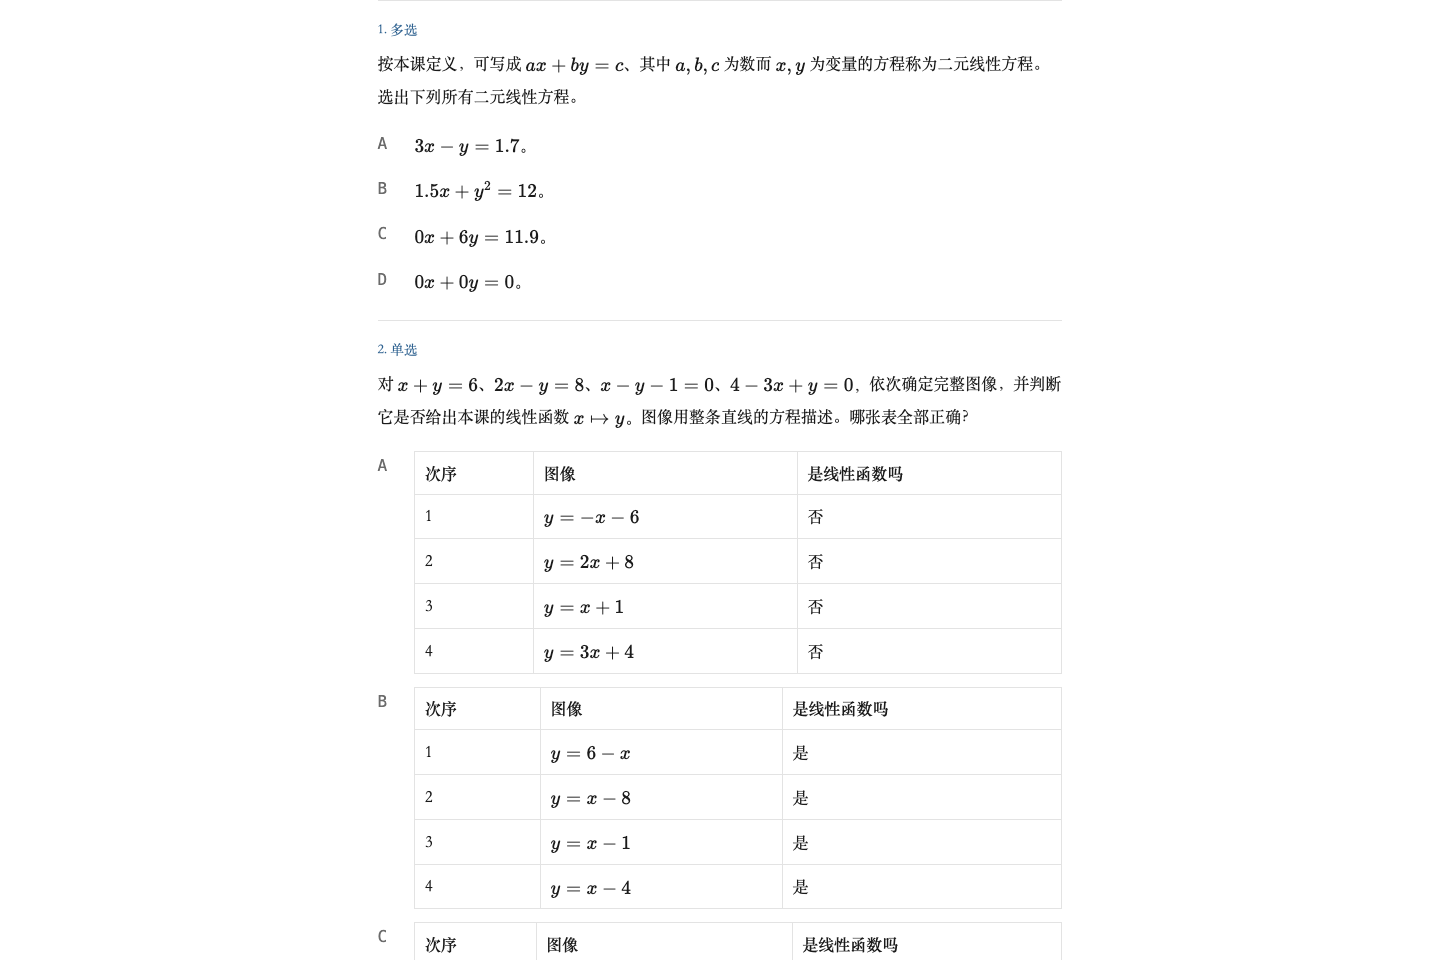 1. 多选
按本课定义，可写成 ax + by = c、其中 a, b, c 为数而 x, y 为变量的方程称为二元线性方程。
选出下列所有二元线性方程。
A 3x − y = 1.7。
B 1.5x + y² = 12。
C 0x + 6y = 11.9。
D 0x + 0y = 0。
2. 单选
对 x + y = 6、2x − y = 8、x − y − 1 = 0、4 − 3x + y = 0，依次确定完整图像，并判断
它是否给出本课的线性函数 x ↦ y。图像用整条直线的方程描述。哪张表全部正确?
A 次序 图像 是线性函数吗
1 y = −x − 6 否
2 y = 2x + 8 否
3 y = x + 1 否
4 y = 3x + 4 否
B 次序 图像 是线性函数吗
1 y = 6 − x 是
2 y = x − 8 是
3 y = x − 1 是
4 y = x − 4 是
C 次序 图像 是线性函数吗